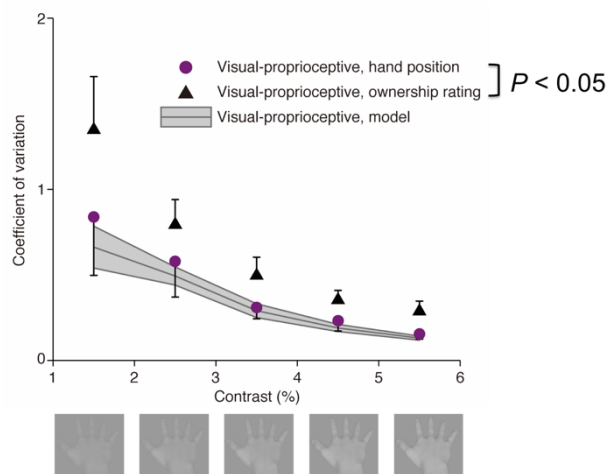 2
Visual-proprioceptive, hand position
Visual-proprioceptive, ownership rating
P < 0.05
Visual-proprioceptive, model
Coefficient of variation
1
0
1 2 3 4 5 6
Contrast (%)